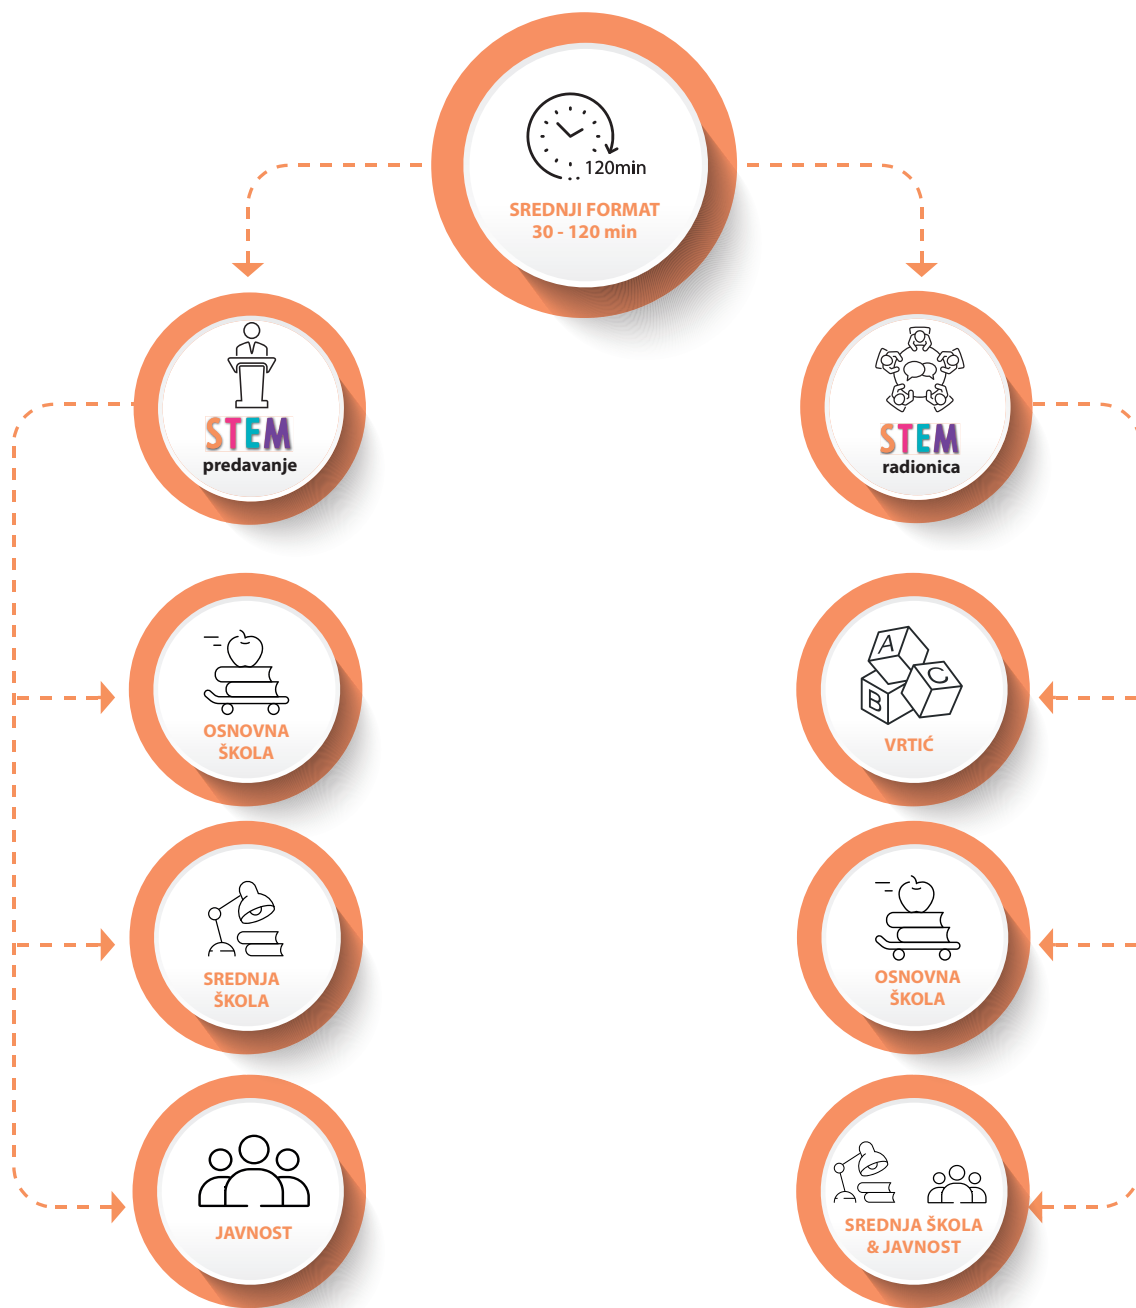 120min
SREDNJI FORMAT
30 - 120 min
STEM
predavanje
STEM
radionica
OSNOVNA
ŠKOLA
A
B
C
VRTIĆ
SREDNJA
ŠKOLA
OSNOVNA
ŠKOLA
JAVNOST
SREDNJA ŠKOLA
& JAVNOST